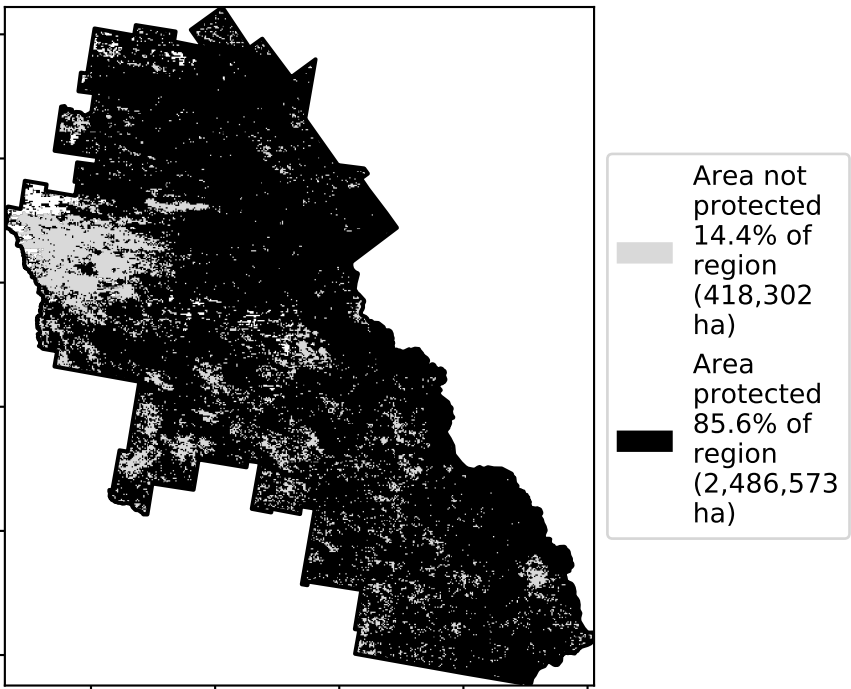 Area not
protected
14.4% of
region
(418,302
ha)
Area
protected
85.6% of
region
(2,486,573
ha)